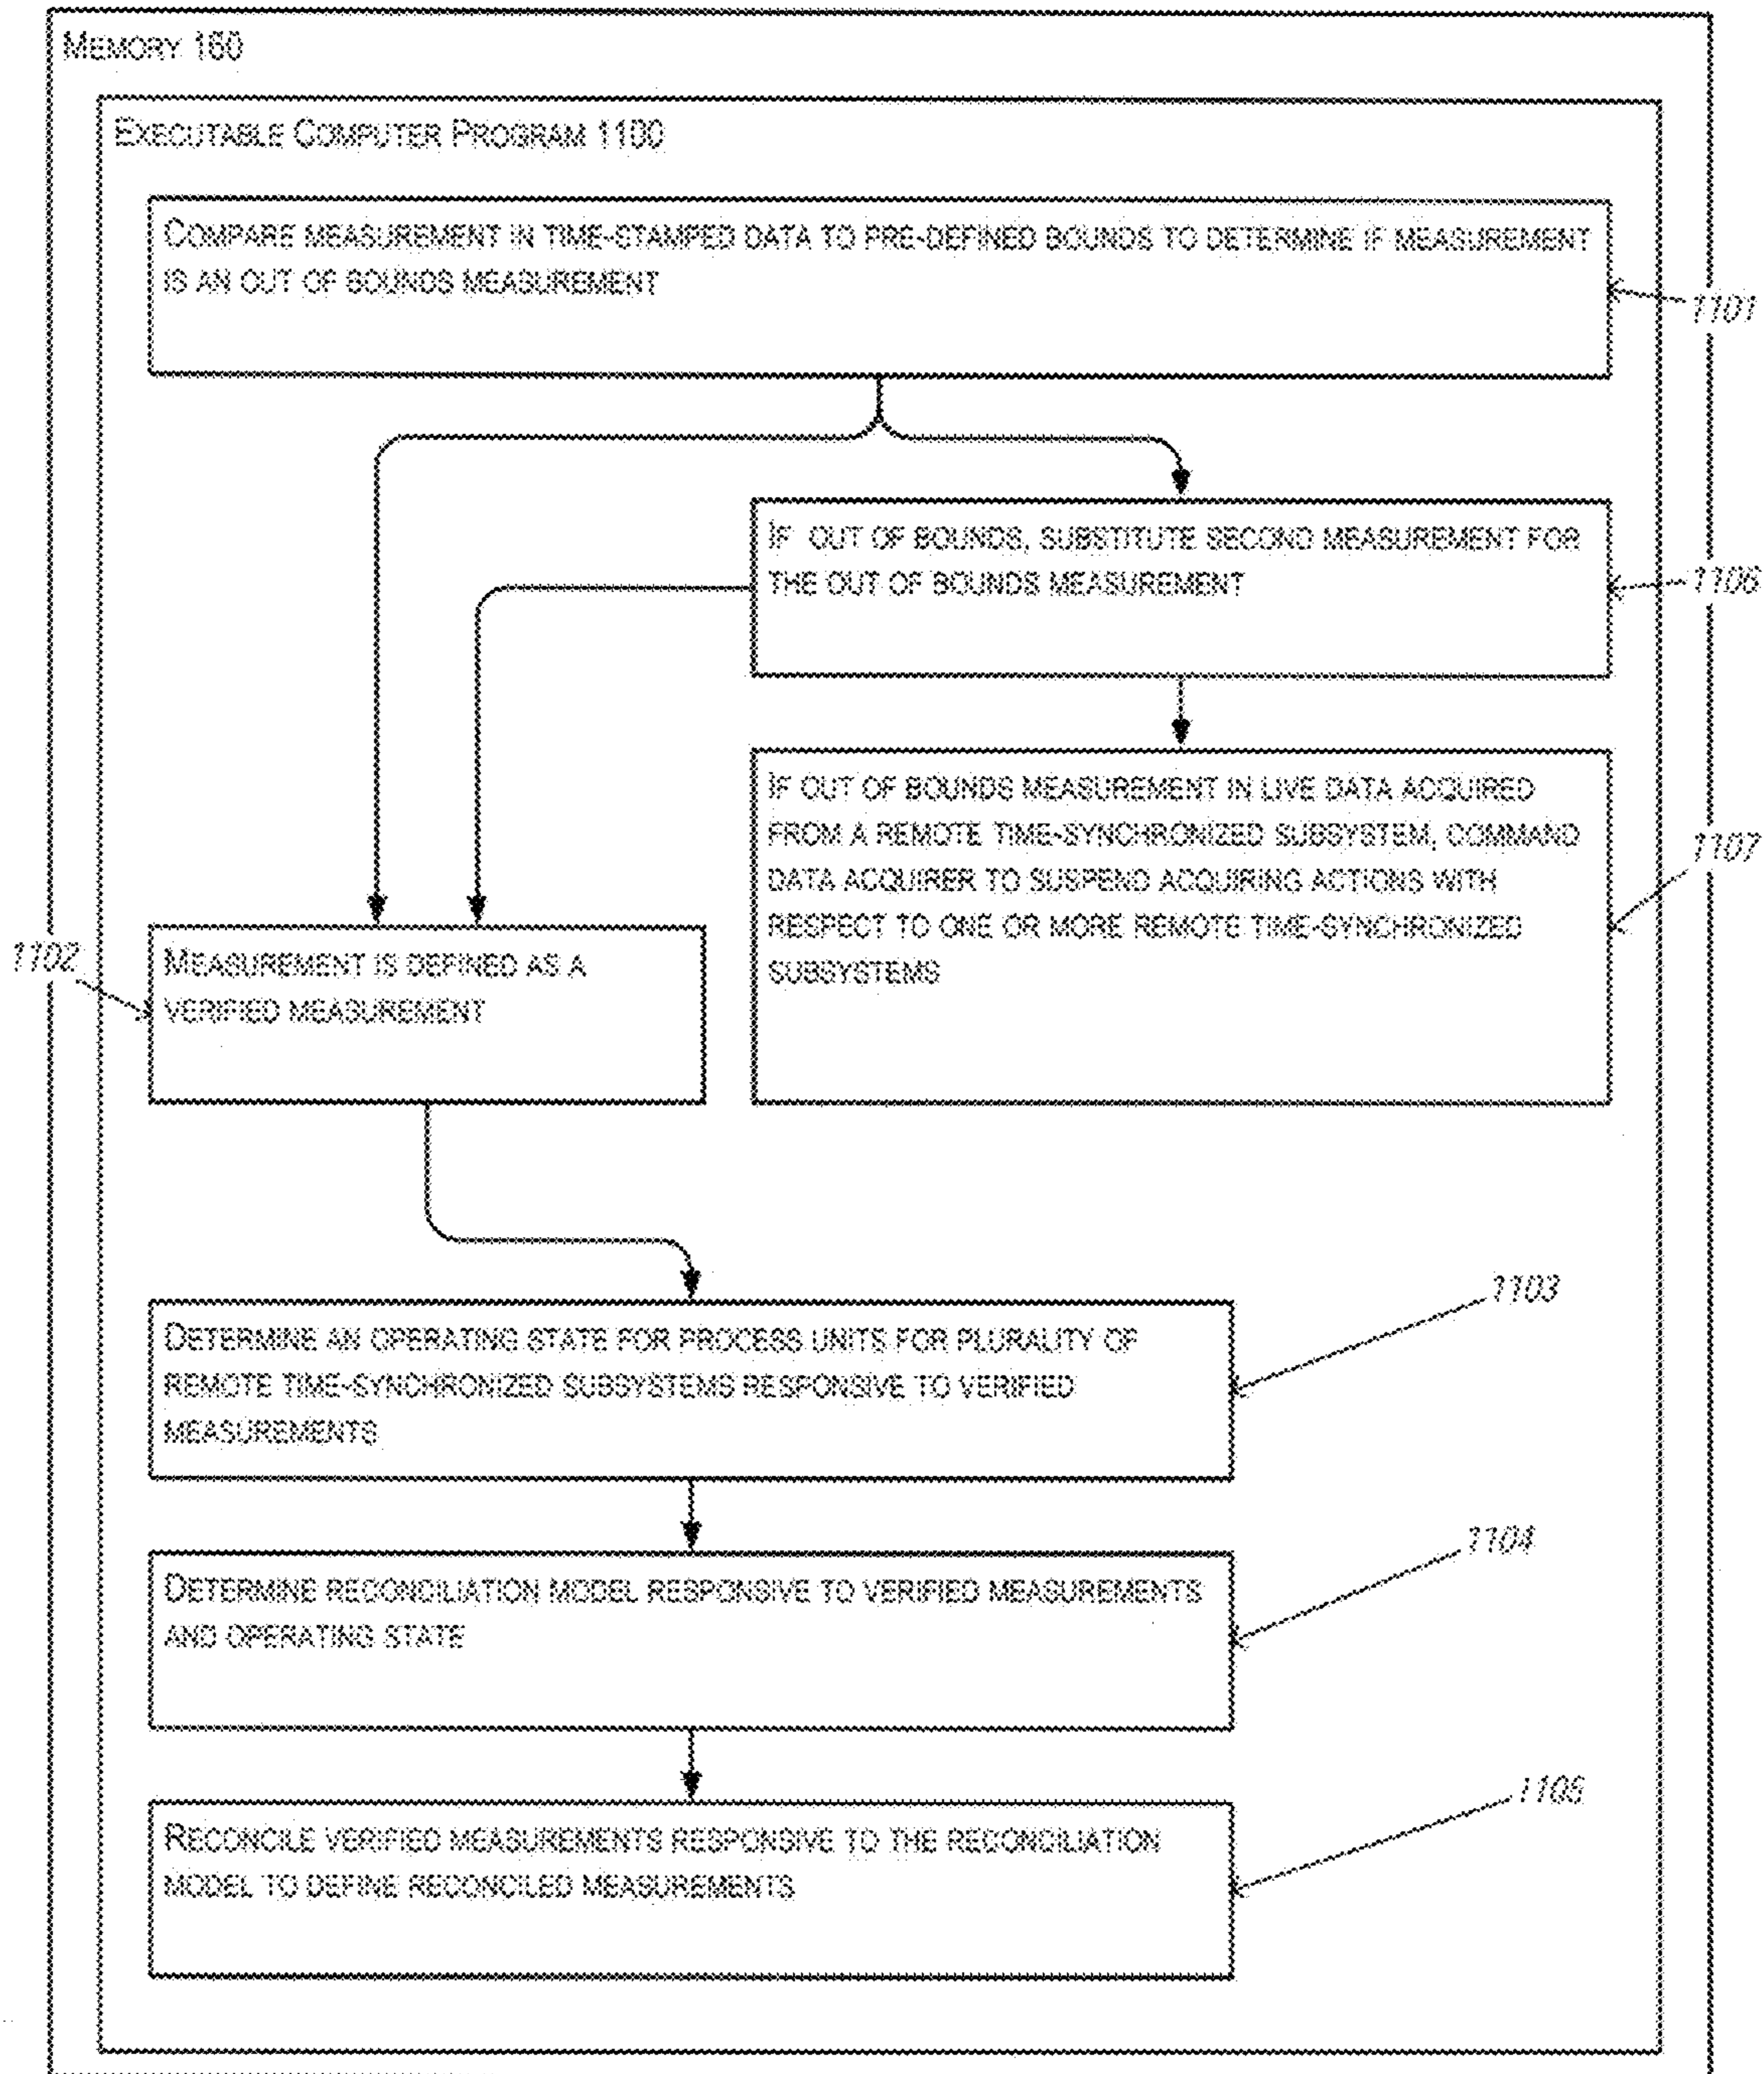 MEMORY 160
EXECUTABLE COMPUTER PROGRAM 1100
COMPARE MEASUREMENT IN TIME-STAMPED DATA TO PRE-DEFINED BOUNDS TO DETERMINE IF MEASUREMENT
IS AN OUT OF BOUNDS MEASUREMENT
1101
IF OUT OF BOUNDS, SUBSTITUTE SECOND MEASUREMENT FOR
THE OUT OF BOUNDS MEASUREMENT
1106
IF OUT OF BOUNDS MEASUREMENT IN LIVE DATA ACQUIRED
FROM A REMOTE TIME-SYNCHRONIZED SUBSYSTEM, COMMAND
DATA ACQUIRER TO SUSPEND ACQUIRING ACTIONS WITH
RESPECT TO ONE OR MORE REMOTE TIME-SYNCHRONIZED
SUBSYSTEMS
1107
1102
MEASUREMENT IS DEFINED AS A
VERIFIED MEASUREMENT
DETERMINE AN OPERATING STATE FOR PROCESS UNITS FOR PLURALITY OF
REMOTE TIME-SYNCHRONIZED SUBSYSTEMS RESPONSIVE TO VERIFIED
MEASUREMENTS
1103
DETERMINE RECONCILIATION MODEL RESPONSIVE TO VERIFIED MEASUREMENTS
AND OPERATING STATE
1104
RECONCILE VERIFIED MEASUREMENTS RESPONSIVE TO THE RECONCILIATION
MODEL TO DEFINE RECONCILED MEASUREMENTS